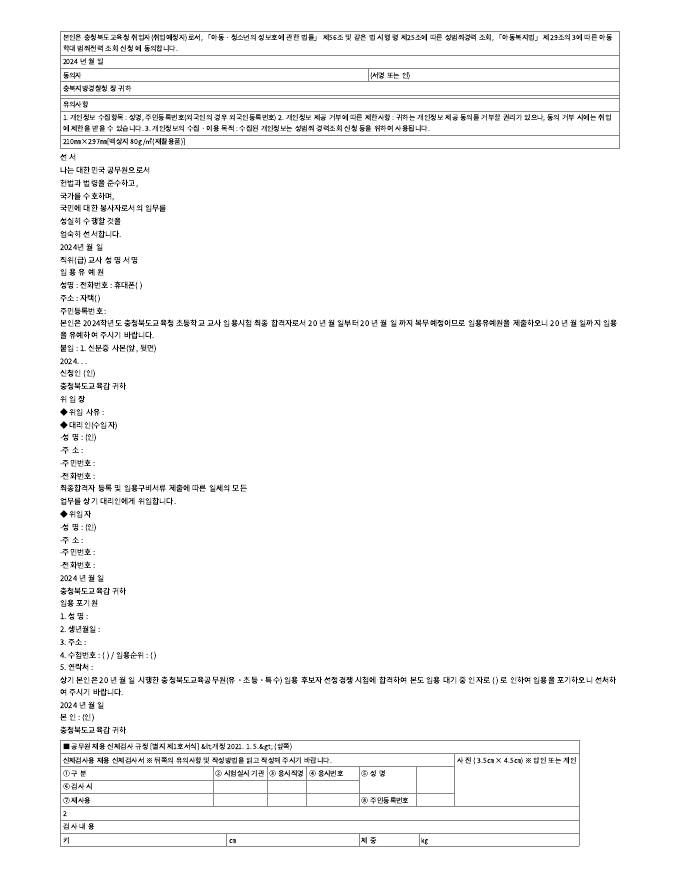 본인은 충청북도교육청 취업자(취업예정자)로서, 「아동ㆍ청소년의 성보호에 관한 법률」 제56조 및 같은 법 시행령 제25조에 따른 성범죄경력 조회, 「아동복지법」 제29조의3에 따른 아동
학대 범죄전력 조회 신청에 동의합니다.
2024 년 월 일
동의자 (서명 또는 인)
충북지방경찰청 장 귀하
유의사항
1. 개인정보 수집항목 : 성명, 주민등록번호(외국인의 경우 외국인등록번호) 2. 개인정보 제공 거부에 따른 제한사항 : 귀하는 개인정보 제공 동의를 거부할 권리가 있으나, 동의 거부 시에는 취업
에 제한을 받을 수 있습니다. 3. 개인정보의 수집ㆍ이용 목적 : 수집된 개인정보는 성범죄 경력조회 신청 등을 위하여 사용됩니다.
210㎜×297㎜[백상지 80g/㎡(재활용품)]
선 서
나는 대한민국 공무원으로서
헌법과 법령을 준수하고,
국가를 수호하며,
국민에 대한 봉사자로서의 임무를
성실히 수행할 것을
엄숙히 선서합니다.
2024년 월 일
직위(급) 교사 성 명 서명
임 용 유 예 원
성명 : 전화번호 : 휴대폰( )
주소 : 자택( )
주민등록번호 :
본인은 2024학년도 충청북도교육청 초등학교 교사 임용시험 최종 합격자로서 20 년 월 일부터 20 년 월 일 까지 복무예정이므로 임용유예원을 제출하오니 20 년 월 일까지 임용
을 유예하여 주시기 바랍니다.
붙임 : 1. 신분증 사본(앞, 뒷면)
2024. . .
신청인 (인)
충청북도교육감 귀하
위 임 장
◆ 위임 사유 :
◆ 대리인(수임자)
-성 명 : (인)
-주 소 :
-주민번호 :
-전화번호 :
최종합격자 등록 및 임용구비서류 제출에 따른 일체의 모든
업무를 상기 대리인에게 위임합니다.
◆ 위임자
-성 명 : (인)
-주 소 :
-주민번호 :
-전화번호 :
2024 년 월 일
충청북도교육감 귀하
임용 포기원
1. 성 명 :
2. 생년월일 :
3. 주소 :
4. 수험번호 : ( ) / 임용순위 : ( )
5. 연락처 :
상기 본인은 20 년 월 일 시행한 충청북도교육공무원(유ㆍ초등ㆍ특수) 임용 후보자 선정경쟁시험에 합격하여 본도 임용 대기 중인 자로 ( ) 로 인하여 임용을 포기하오니 선처하
여 주시기 바랍니다.
2024 년 월 일
본 인 : (인)
충청북도교육감 귀하
■ 공무원 채용 신체검사 규정 [별지 제1호서식] &lt;개정 2021. 1. 5.&gt; (앞쪽)
신체검사용 채용 신체검사서 ※ 뒤쪽의 유의사항 및 작성방법을 읽고 작성해 주시기 바랍니다. 사 진 ( 3.5㎝ × 4.5㎝) ※ 압인 또는 계인
① 구 분 ② 시험실시 기관 ③ 응시직명 ④ 응시번호 ⑤ 성 명
⑥ 검사 시
⑦ 재사용 ⑧ 주민등록번호
2
검 사 내 용
키 ㎝ 체 중 ㎏